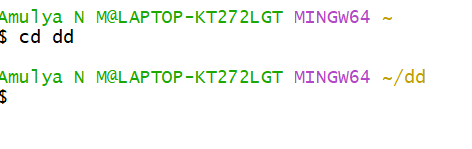 Amulya N M@LAPTOP-KT272LGT MINGW64 ~
$ cd dd
Amulya N M@LAPTOP-KT272LGT MINGW64 ~/dd
$